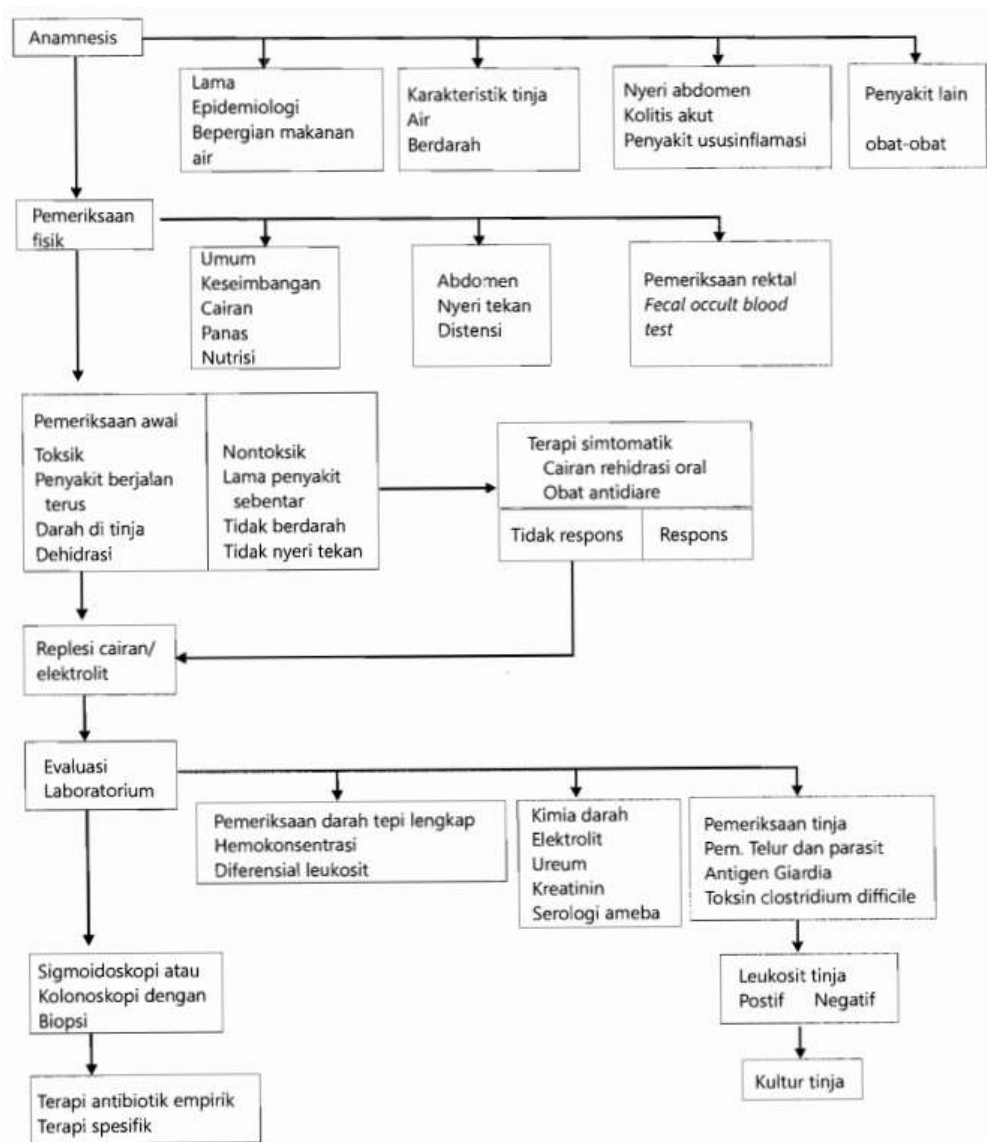 Anamnesis
Lama
Epidemiologi
Bepergian makanan
air
Karakteristik tinja
Air
Berdarah
Nyeri abdomen
Kolitis akut
Penyakit ususinflamasi
Penyakit lain
obat-obat
Pemeriksaan
fisik
Umum
Keseimbangan
Cairan
Panas
Nutrisi
Abdomen
Nyeri tekan
Distensi
Pemeriksaan rektal
Fecal occult blood
test
Pemeriksaan awai
Toksik
Penyakit berjalan
terus
Darah di tinja
Dehidrasi
Nontoksik
Lama penyakit
sebentar
Tidak berdarah
Tidak nyeri tekan
Terapi simtomatik
Cairan rehidrasi oral
Obat antidiare
Tidak respons
Respons
Replesi cairan/
elektrolit
Evaluasi
Laboratorium
Pemeriksaan darah tepi lengkap
Hemokonsentrasi
Diferensial leukosit
Kimia darah
Elektrolit
Ureum
Kreatinin
Serologi ameba
Pemeriksaan tinja
Pem. Telur dan parasit
Antigen Giardia
Toksin clostridium difficile
Sigmoidoskopi atau
Kolonoskopi dengan
Biopsi
Leukosit tinja
Postif Negatif
Kultur tinja
Terapi antibiotik empirik
Terapi spesifik